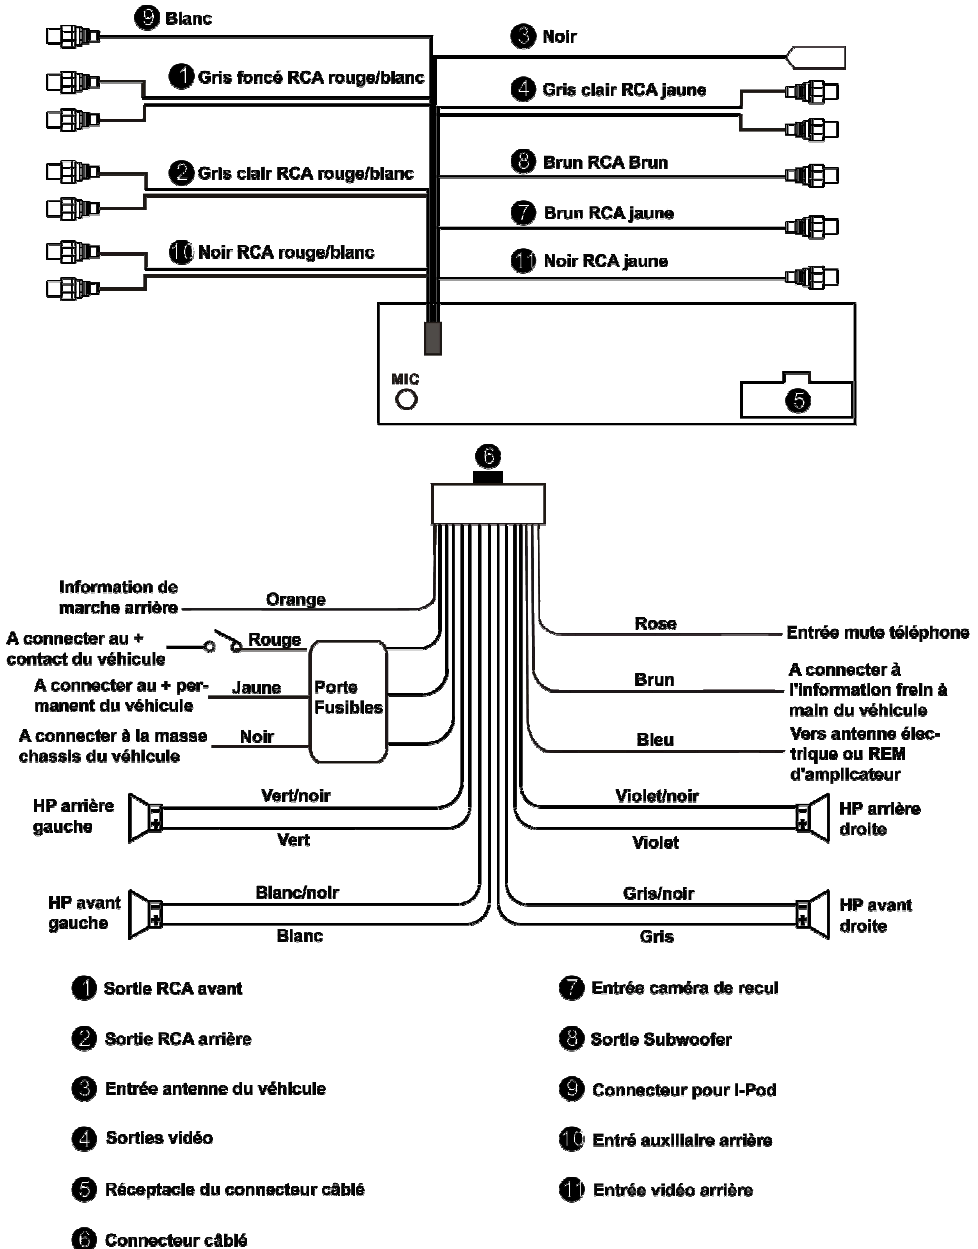 9 Blanc
3 Noir
1 Gris foncé RCA rouge/blanc
4 Gris clair RCA jaune
8 Brun RCA Brun
2 Gris clair RCA rouge/blanc
7 Brun RCA jaune
10 Noir RCA rouge/blanc
11 Noir RCA jaune
MIC
5
6
Information de
marche arrière
Orange
A connecter au +
contact du véhicule
Rouge
A connecter au + per-
manent du véhicule
Jaune
Porte
Fusibles
A connecter à la masse
chassis du véhicule
Noir
Rose
Entrée mute téléphone
Brun
A connecter à
l'information frein à
main du véhicule
Bleu
Vers antenne élec-
trique ou REM
d'amplicateur
HP arrière
gauche
Vert/noir
Vert
Violet/noir
Violet
HP arrière
droite
HP avant
gauche
Blanc/noir
Blanc
Gris/noir
Gris
HP avant
droite
1 Sortie RCA avant
2 Sortie RCA arrière
3 Entrée antenne du véhicule
4 Sorties vidéo
5 Réceptacle du connecteur câblé
6 Connecteur câblé
7 Entrée caméra de recul
8 Sortie Subwoofer
9 Connecteur pour I-Pod
10 Entré auxiliaire arrière
11 Entrée vidéo arrière